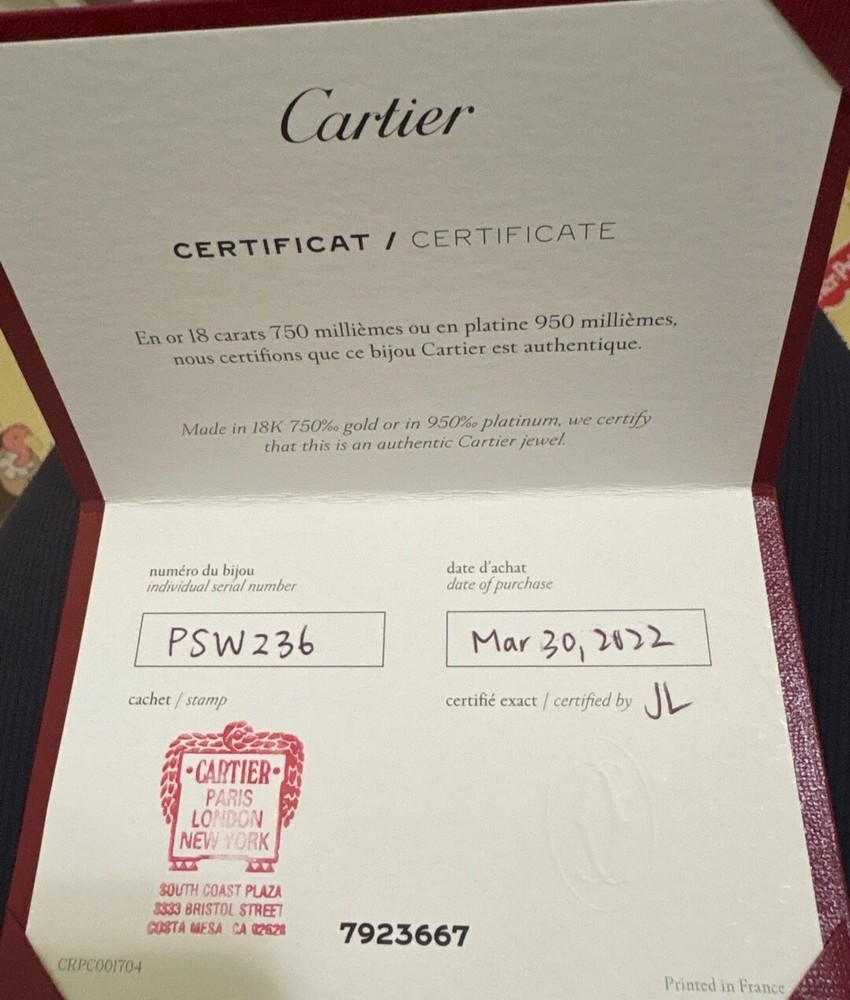 Cartier
CERTIFICAT / CERTIFICATE
En or 18 carats 750 millièmes ou en platine 950 millièmes,
nous certifions que ce bijou Cartier est authentique.
Made in 18K 750‰ gold or in 950‰ platinum, we certify
that this is an authentic Cartier jewel.
numéro du bijou
individual serial number
PSW236
date d'achat
date of purchase
Mar 30, 2022
cachet / stamp
certifié exact / certified by JL
·CARTIER·
PARIS
LONDON
NEW YORK
SOUTH COAST PLAZA
3333 BRISTOL STREET
COSTA MESA CA 92626
7923667
CRPC001704
Printed in France